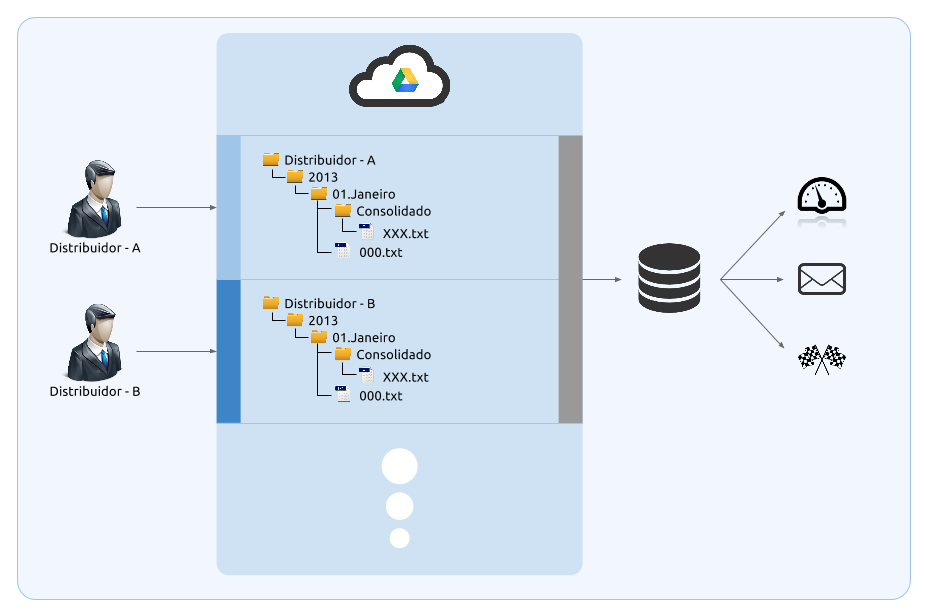 Distribuidor - A
2013
01.Janeiro
Consolidado
XXX.txt
000.txt
Distribuidor - A
Distribuidor - B
2013
01.Janeiro
Consolidado
XXX.txt
000.txt
Distribuidor - B